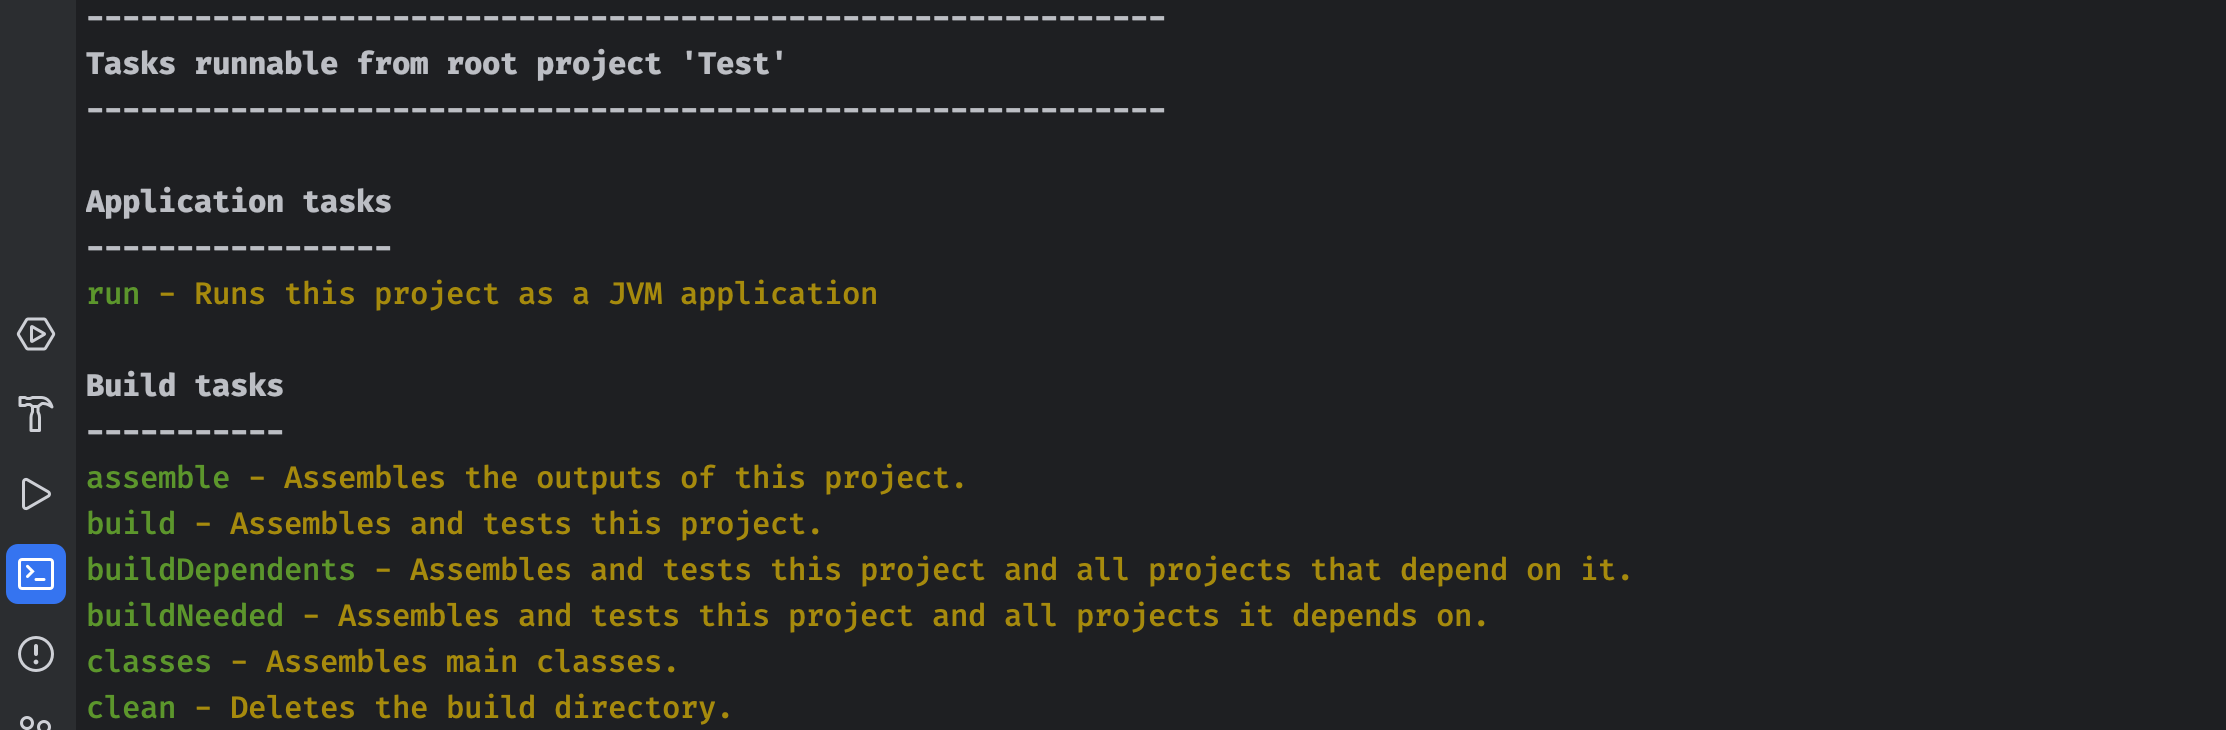 ------------------------------------------------------------
Tasks runnable from root project 'Test'
------------------------------------------------------------
Application tasks
-----------------
run - Runs this project as a JVM application
Build tasks
-----------
assemble - Assembles the outputs of this project.
build - Assembles and tests this project.
buildDependents - Assembles and tests this project and all projects that depend on it.
buildNeeded - Assembles and tests this project and all projects it depends on.
classes - Assembles main classes.
clean - Deletes the build directory.